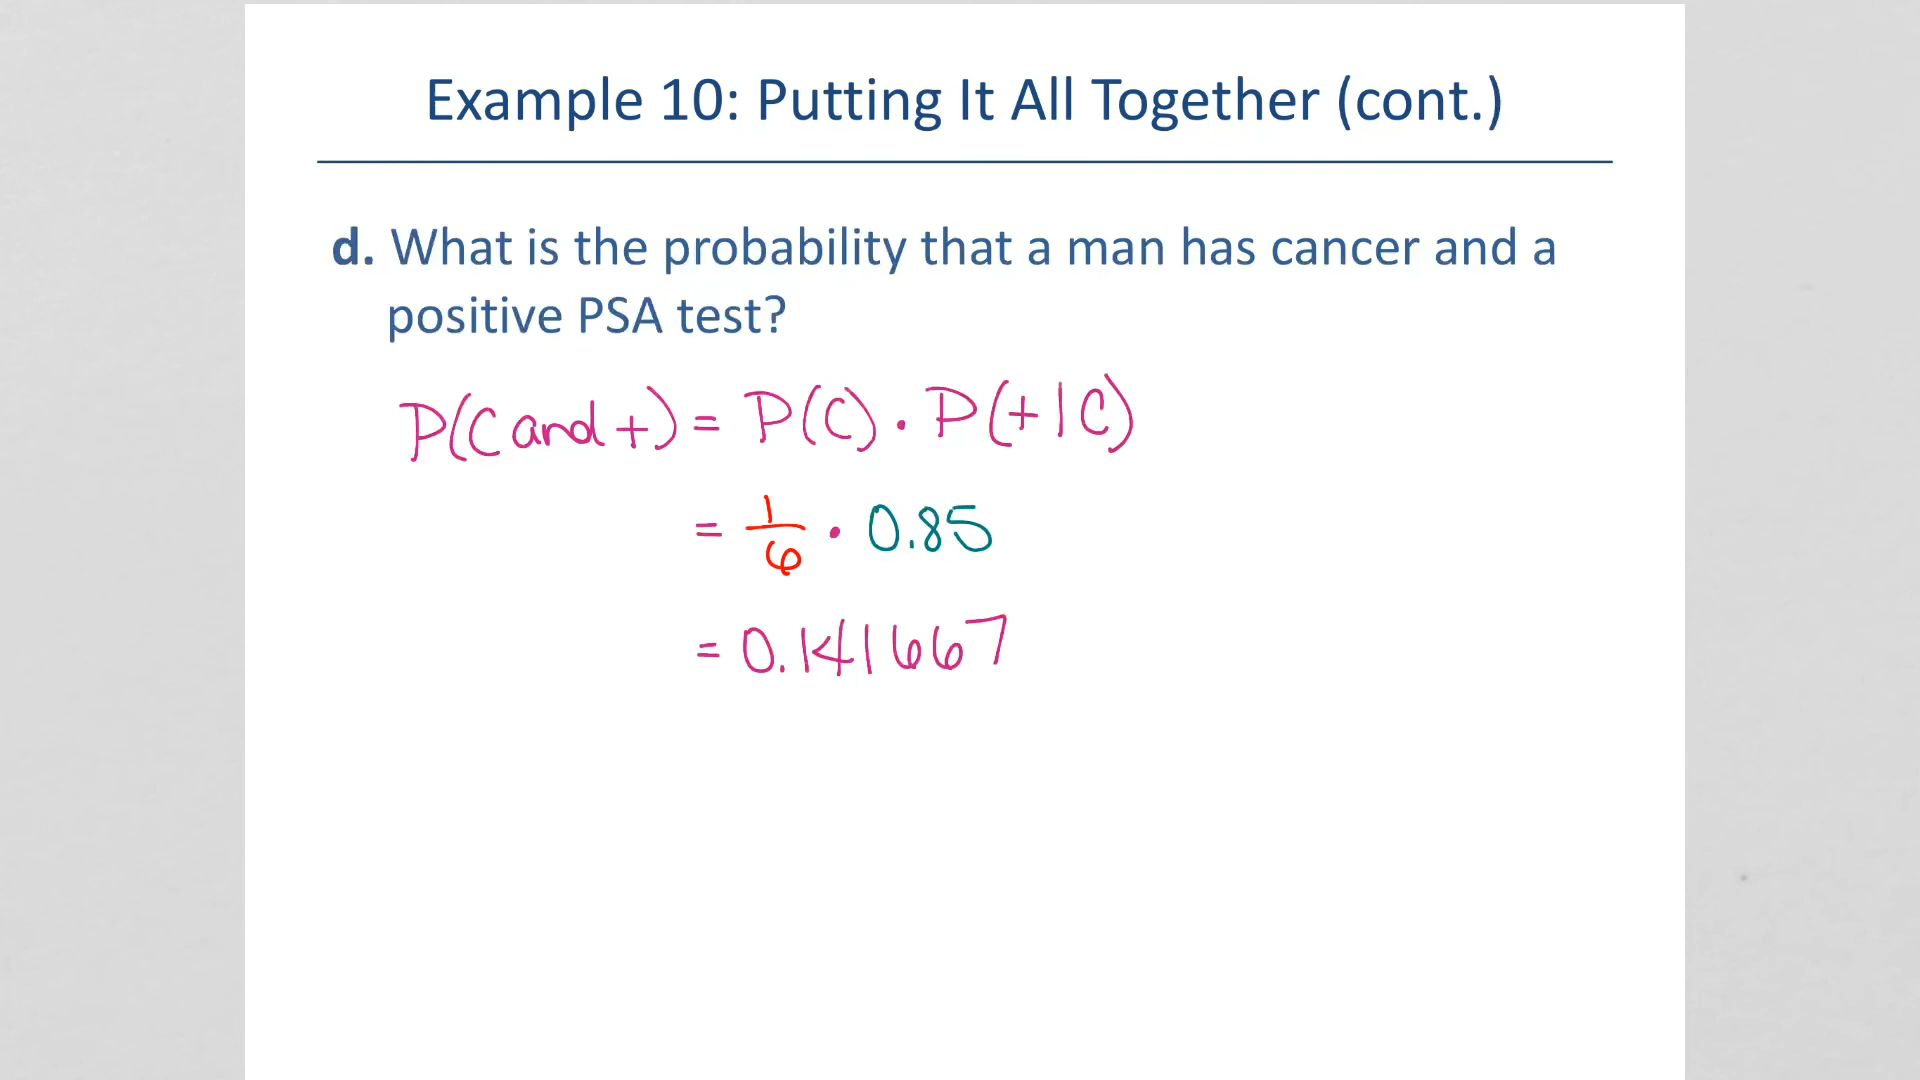 Example 10: Putting It All Together (cont.)
d. What is the probability that a man has cancer and a
positive PSA test?
P(C and +) = P(C) · P(+|C)
= 1/6 · 0.85
= 0.141667